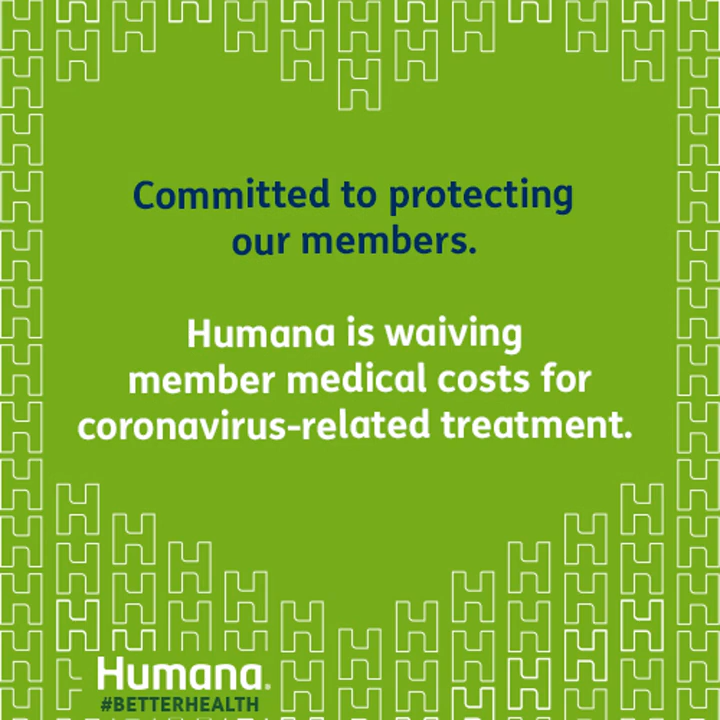 Committed to protecting
our members.
Humana is waiving
member medical costs for
coronavirus-related treatment.
Humana.
#BETTERHEALTH